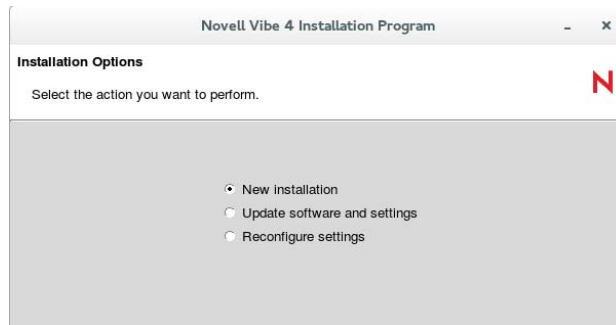 Novell Vibe 4 Installation Program
Installation Options
Select the action you want to perform.
N
New installation
Update software and settings
Reconfigure settings